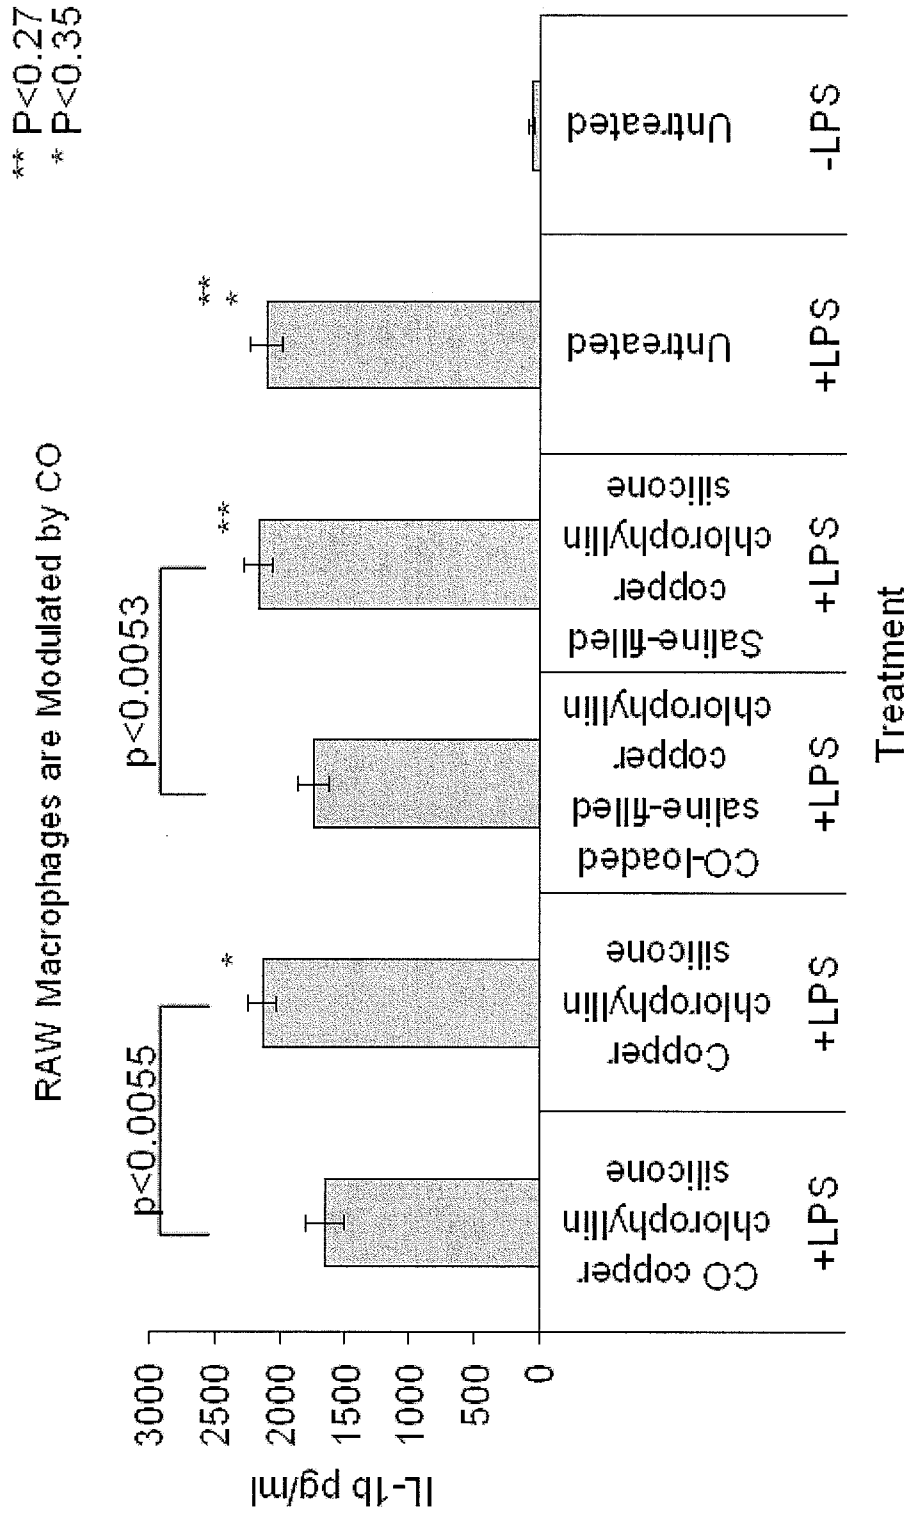 ** P<0.27
* P<0.35
RAW Macrophages are Modulated by CO
p<0.0055
p<0.0053
*
**
**
*
IL-1b pg/ml
3000
2500
2000
1500
1000
500
0
CO copper
chlorophyllin
silicone
+LPS
Copper
chlorophyllin
silicone
+LPS
CO-loaded
saline-filled
copper
chlorophyllin
+LPS
Saline-filled
copper
chlorophyllin
silicone
+LPS
Untreated
+LPS
Untreated
-LPS
Treatment